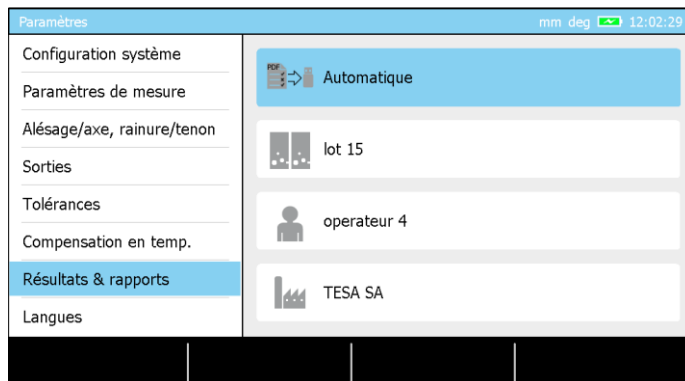 Paramètres
mm deg 12:02:29
Configuration système
Paramètres de mesure
Alésage/axe, rainure/tenon
Sorties
Tolérances
Compensation en temp.
Résultats & rapports
Langues
PDF
Automatique
lot 15
operateur 4
TESA SA